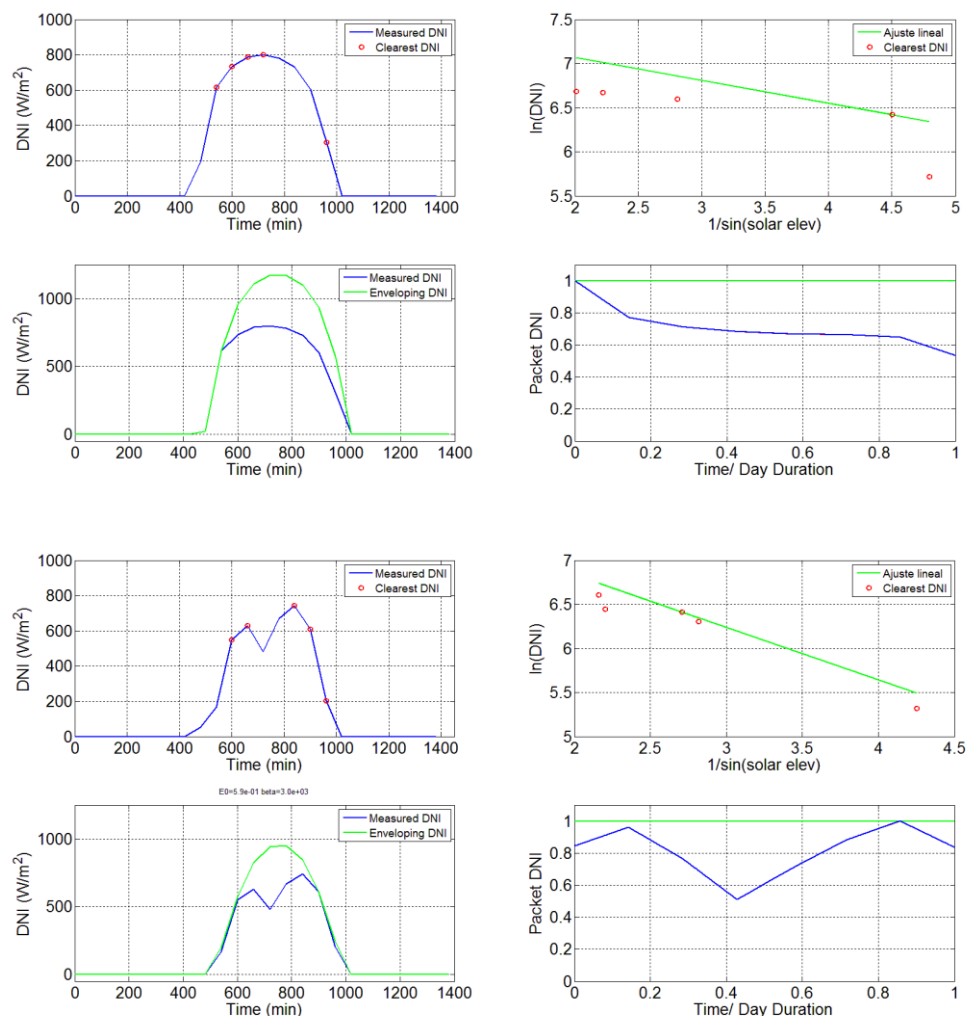 1000
800
600
400
200
0
DNI (W/m²)
0 200 400 600 800 1000 1200 1400
Time (min)
Measured DNI
Clearest DNI
7.5
7
6.5
6
5.5
ln(DNI)
2 2.5 3 3.5 4 4.5 5
1/sin(solar elev)
Ajuste lineal
Clearest DNI
1000
500
0
DNI (W/m²)
0 200 400 600 800 1000 1200 1400
Time (min)
Measured DNI
Enveloping DNI
1
0.8
0.6
0.4
0.2
0
Packet DNI
0 0.2 0.4 0.6 0.8 1
Time/ Day Duration
1000
800
600
400
200
0
DNI (W/m²)
0 200 400 600 800 1000 1200 1400
Time (min)
Measured DNI
Clearest DNI
7
6.5
6
5.5
5
ln(DNI)
2 2.5 3 3.5 4 4.5
1/sin(solar elev)
Ajuste lineal
Clearest DNI
E0=5.9e-01 beta=3.0e+03
1000
500
0
DNI (W/m²)
0 200 400 600 800 1000 1200 1400
Time (min)
Measured DNI
Enveloping DNI
1
0.8
0.6
0.4
0.2
0
Packet DNI
0 0.2 0.4 0.6 0.8 1
Time/ Day Duration